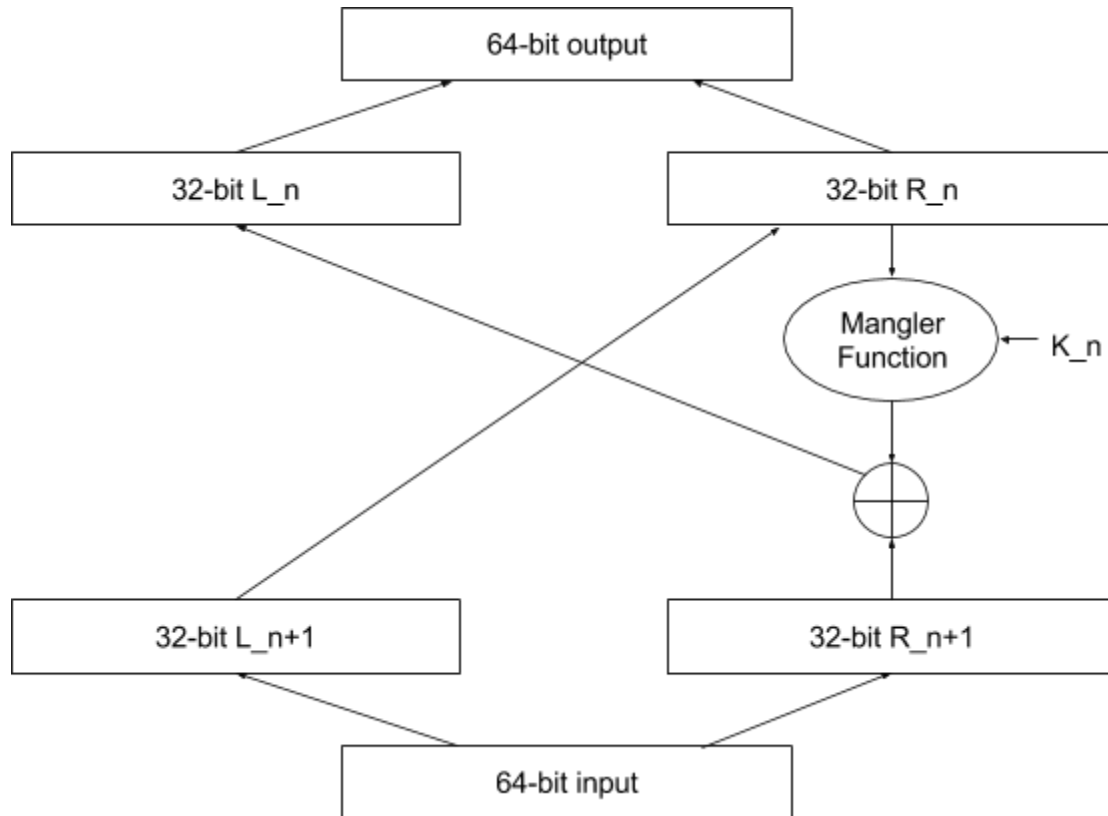 64-bit output
32-bit L_n
32-bit R_n
Mangler
Function
K_n
32-bit L_n+1
32-bit R_n+1
64-bit input